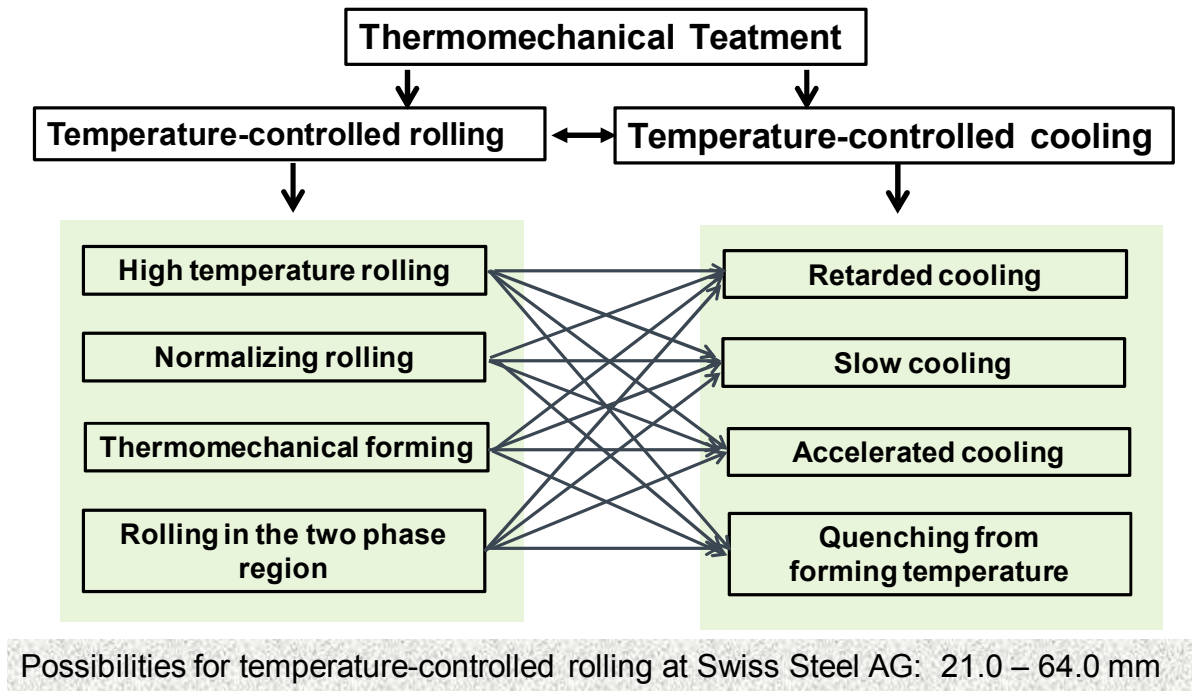 Thermomechanical Teatment
Temperature-controlled rolling
Temperature-controlled cooling
High temperature rolling
Normalizing rolling
Thermomechanical forming
Rolling in the two phase
region
Retarded cooling
Slow cooling
Accelerated cooling
Quenching from
forming temperature
Possibilities for temperature-controlled rolling at Swiss Steel AG: 21.0 – 64.0 mm